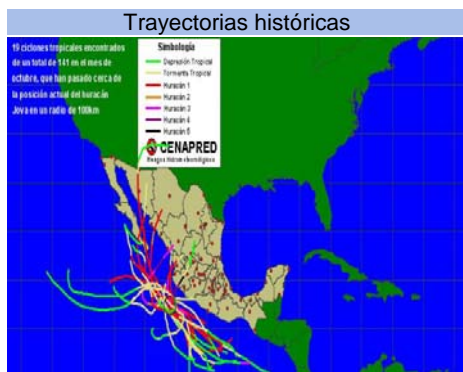 Trayectorias históricas
19 ciclones tropicales encontrados
de un total de 141 en el mes de
octubre, que han pasado cerca de
la posición actual del huracán
Jova en un radio de 100km
Simbología
Depresión Tropical
Tormenta Tropical
Huracán 1
Huracán 2
Huracán 3
Huracán 4
Huracán 5
CENAPRED
Riesgos Hidrometeorológicos